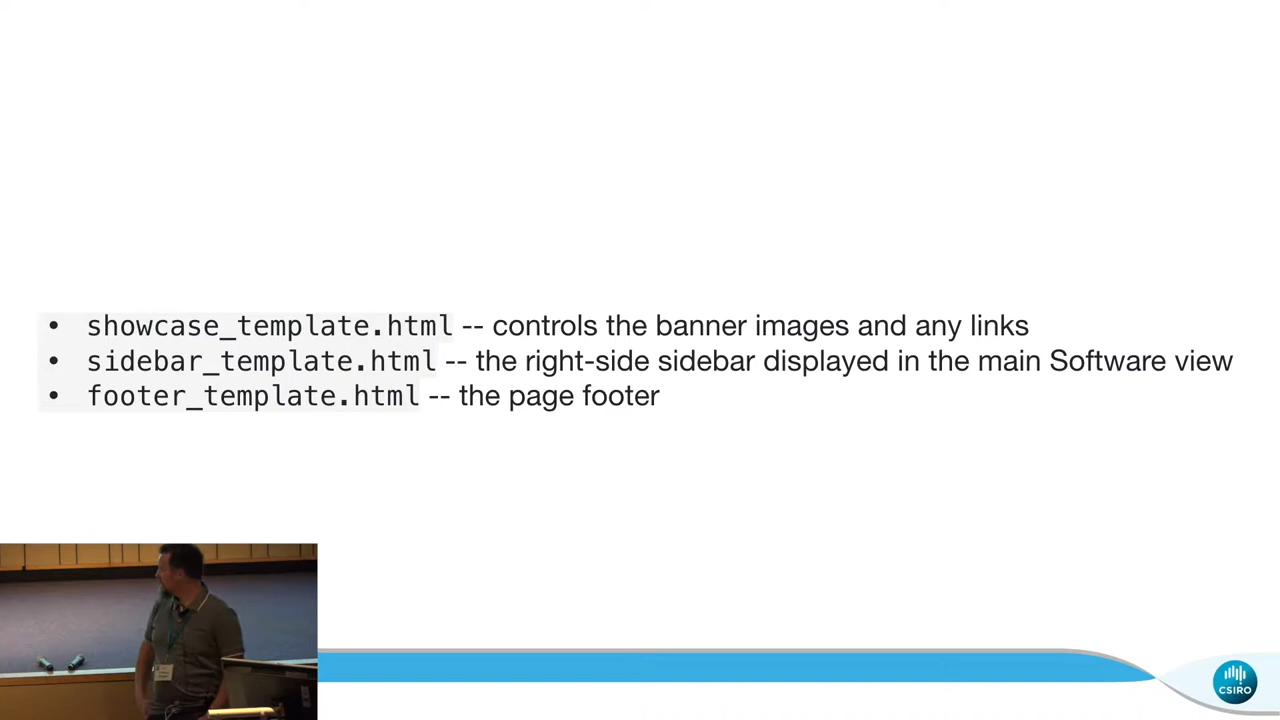 • showcase_template.html -- controls the banner images and any links
• sidebar_template.html -- the right-side sidebar displayed in the main Software view
• footer_template.html -- the page footer
CSIRO